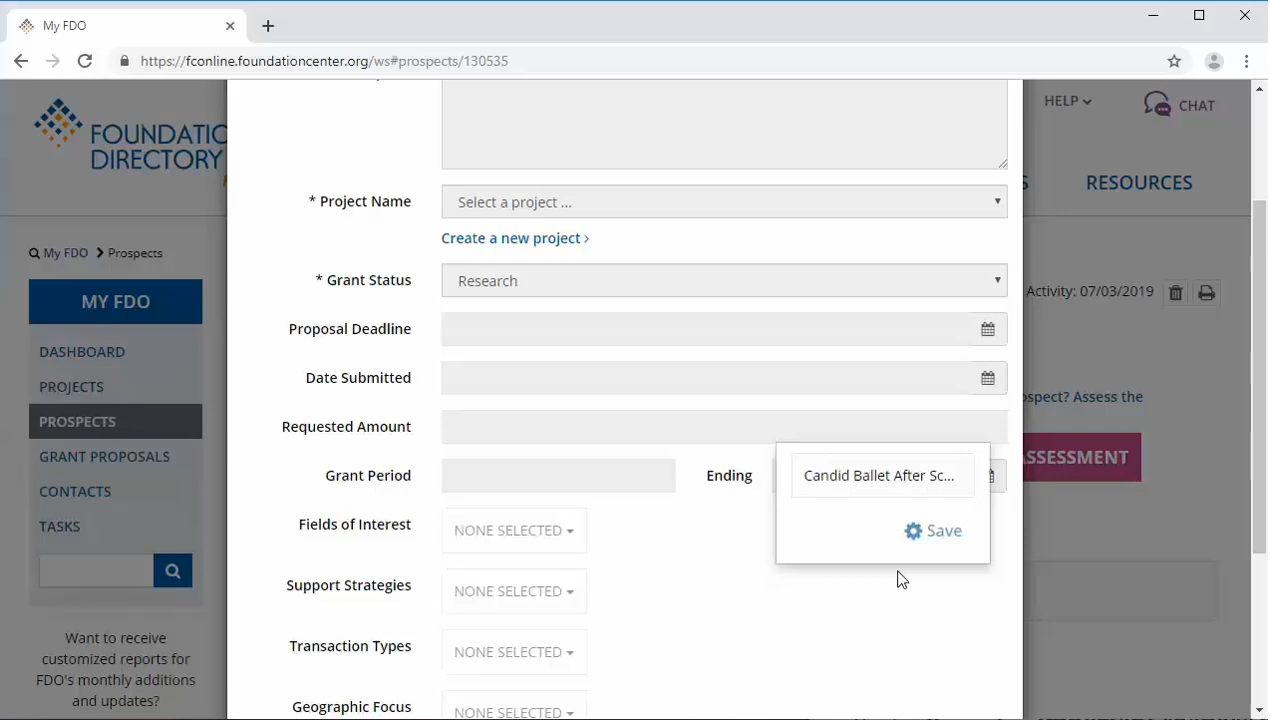 My FDO
https://fconline.foundationcenter.org/ws#prospects/130535
FOUNDATIO
DIRECTORY
HELP
CHAT
RESOURCES
My FDO > Prospects
MY FDO
DASHBOARD
PROJECTS
PROSPECTS
GRANT PROPOSALS
CONTACTS
TASKS
Want to receive
customized reports for
FDO's monthly additions
and updates?
* Project Name
Select a project ...
Create a new project ›
* Grant Status
Research
Proposal Deadline
Date Submitted
Requested Amount
Grant Period
Ending
Candid Ballet After Sc...
Save
Fields of Interest
NONE SELECTED
Support Strategies
NONE SELECTED
Transaction Types
NONE SELECTED
Geographic Focus
NONE SELECTED
Activity: 07/03/2019
ospect? Assess the
ASSESSMENT